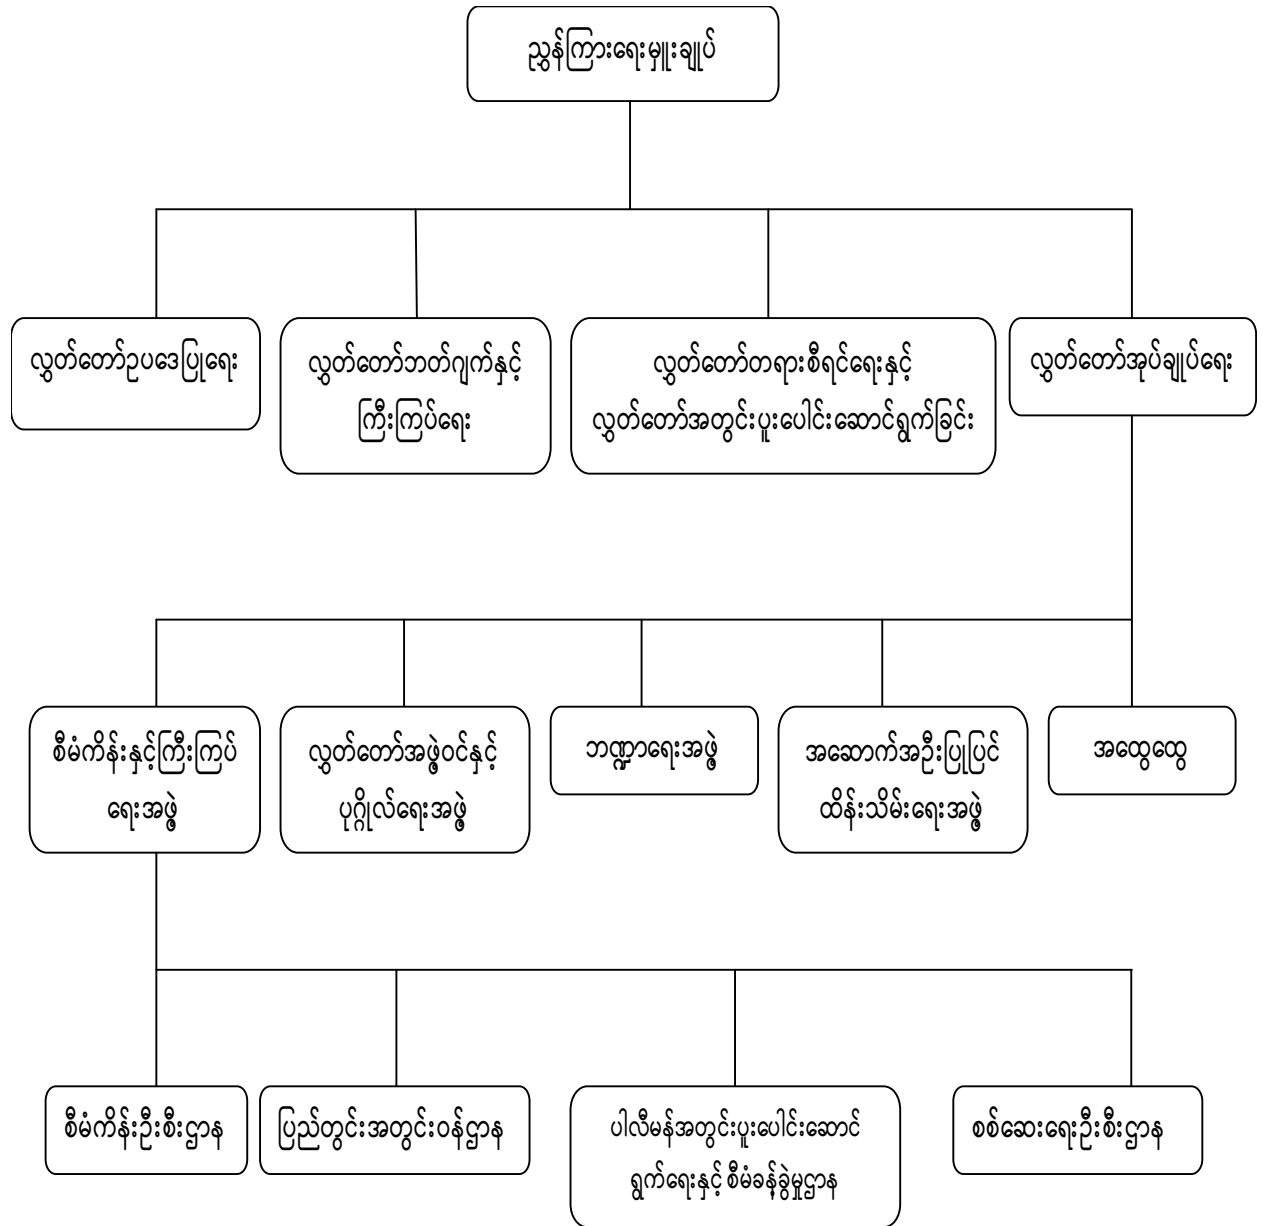 ညွှန်ကြားရေးမှူးချုပ်
လွှတ်တော်ဥပဒေပြုရေး
လွှတ်တော်ဘတ်ဂျက်နှင့်
ကြီးကြပ်ရေး
လွှတ်တော်တရားစီရင်ရေးနှင့်
လွှတ်တော်အတွင်းပူးပေါင်းဆောင်ရွက်ခြင်း
လွှတ်တော်အုပ်ချုပ်ရေး
စီမံကိန်းနှင့်ကြီးကြပ်
ရေးအဖွဲ့
လွှတ်တော်အဖွဲ့ဝင်နှင့်
ပုဂ္ဂိုလ်ရေးအဖွဲ့
ဘဏ္ဍာရေးအဖွဲ့
အဆောက်အဦးပြုပြင်
ထိန်းသိမ်းရေးအဖွဲ့
အထွေထွေ
စီမံကိန်းဦးစီးဌာန
ပြည်တွင်းအတွင်းဝန်ဌာန
ပါလီမန်အတွင်းပူးပေါင်းဆောင်
ရွက်ရေးနှင့် စီမံခန့်ခွဲမှုဌာန
စစ်ဆေးရေးဦးစီးဌာန